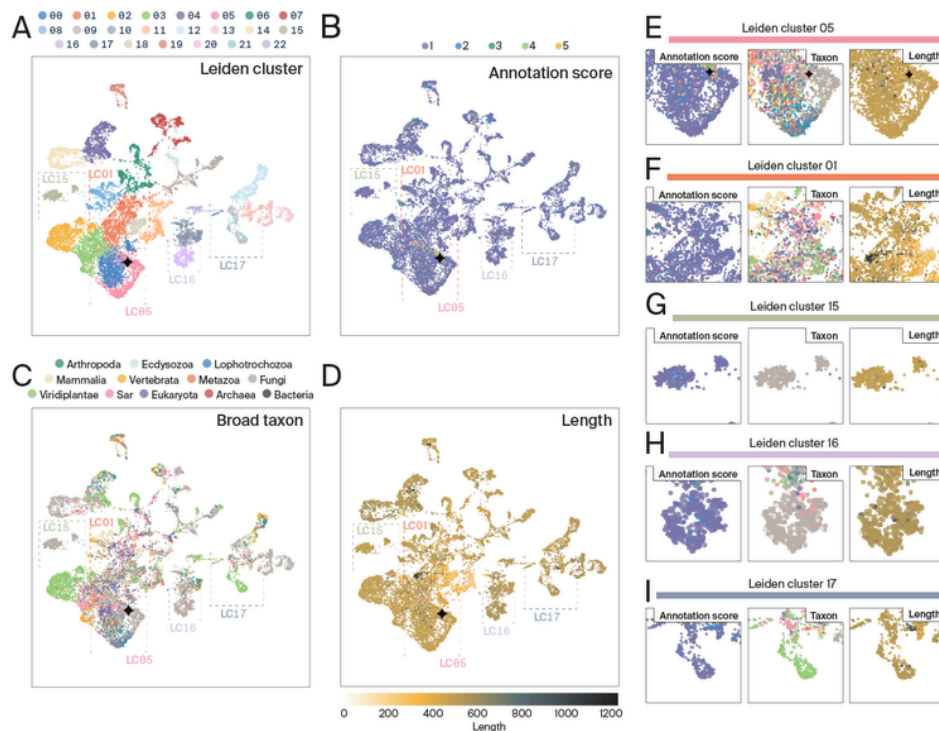 A
00 01 02 03 04 05 06 07
08 09 10 11 12 13 14 15
16 17 18 19 20 21 22
Leiden cluster
LC15
LC01
LC16
LC17
LC05
B
1 2 3 4 5
Annotation score
LC15
LC01
LC16
LC17
LC05
C
Arthropoda Ecdysozoa Lophotrochozoa
Mammalia Vertebrata Metazoa Fungi
Viridiplantae Sar Eukaryota Archaea Bacteria
Broad taxon
LC15
LC01
LC16
LC17
LC05
D
Length
LC15
LC01
LC16
LC17
LC05
0 200 400 600 800 1000 1200
Length
E
Leiden cluster 05
Annotation score Taxon Length
F
Leiden cluster 01
Annotation score Taxon Length
G
Leiden cluster 15
Annotation score Taxon Length
H
Leiden cluster 16
Annotation score Taxon Length
I
Leiden cluster 17
Annotation score Taxon Length